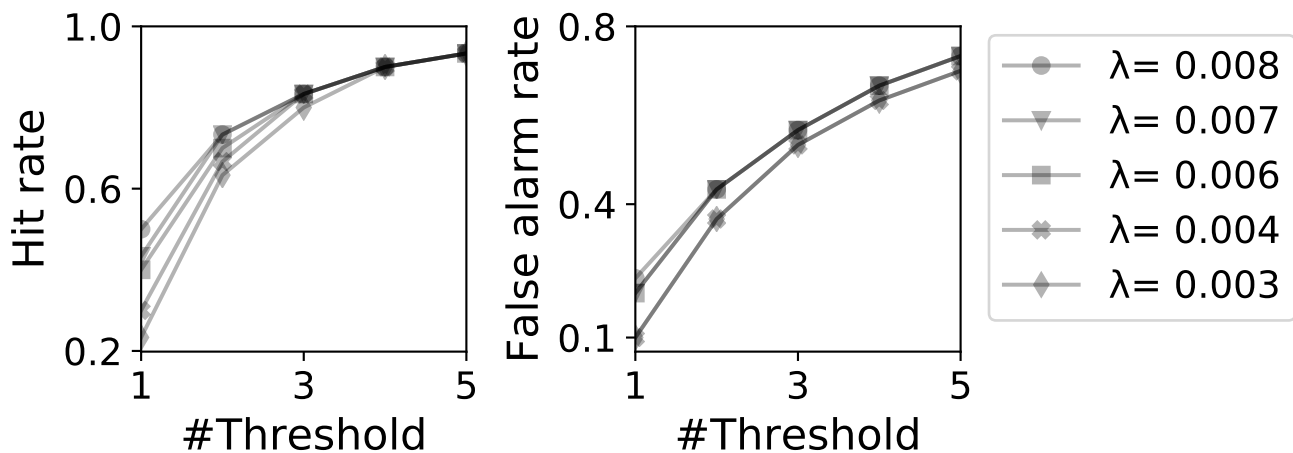 Hit rate
1.0
0.6
0.2
1
3
5
#Threshold
False alarm rate
0.8
0.4
0.1
1
3
5
#Threshold
λ= 0.008
λ= 0.007
λ= 0.006
λ= 0.004
λ= 0.003